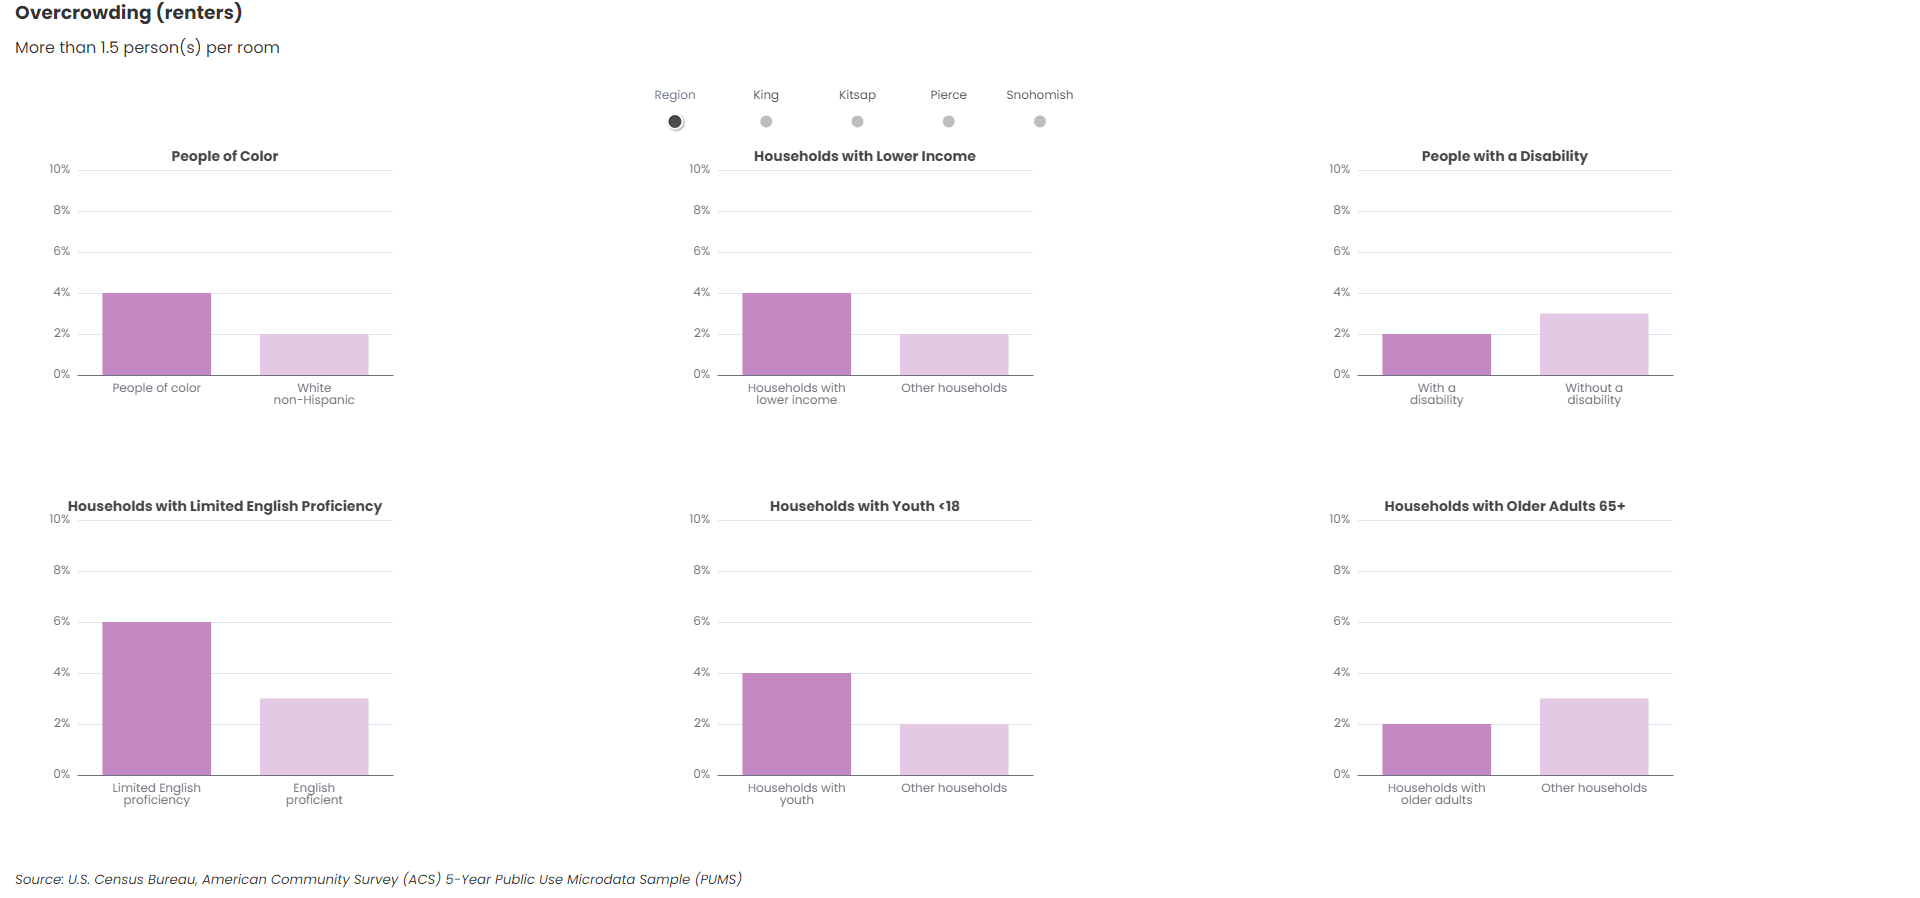 Overcrowding (renters)
More than 1.5 person(s) per room
Region King Kitsap Pierce Snohomish
People of Color
10%
8%
6%
4%
2%
0%
People of color
White
non-Hispanic
Households with Lower Income
10%
8%
6%
4%
2%
0%
Households with
lower income
Other households
People with a Disability
10%
8%
6%
4%
2%
0%
With a
disability
Without a
disability
Households with Limited English Proficiency
10%
8%
6%
4%
2%
0%
Limited English
proficiency
English
proficient
Households with Youth <18
10%
8%
6%
4%
2%
0%
Households with
youth
Other households
Households with Older Adults 65+
10%
8%
6%
4%
2%
0%
Households with
older adults
Other households
Source: U.S. Census Bureau, American Community Survey (ACS) 5-Year Public Use Microdata Sample (PUMS)